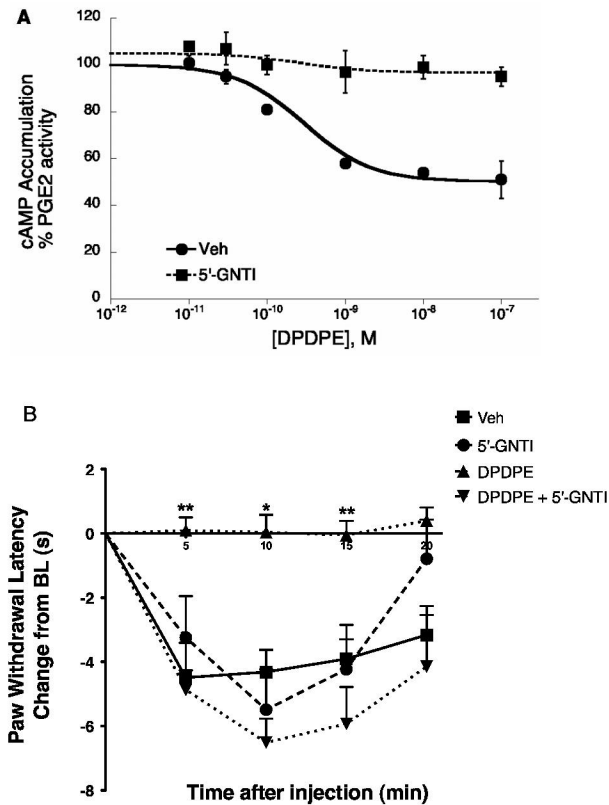 A
120
100
80
60
40
20
0
cAMP Accumulation
% PGE2 activity
Veh
5'-GNTI
10-12
10-11
10-10
10-9
10-8
10-7
[DPDPE], M
B
Veh
5'-GNTI
DPDPE
DPDPE + 5'-GNTI
2
0
-2
-4
-6
-8
Paw Withdrawal Latency
Change from BL (s)
** * **
5 10 15 20
Time after injection (min)